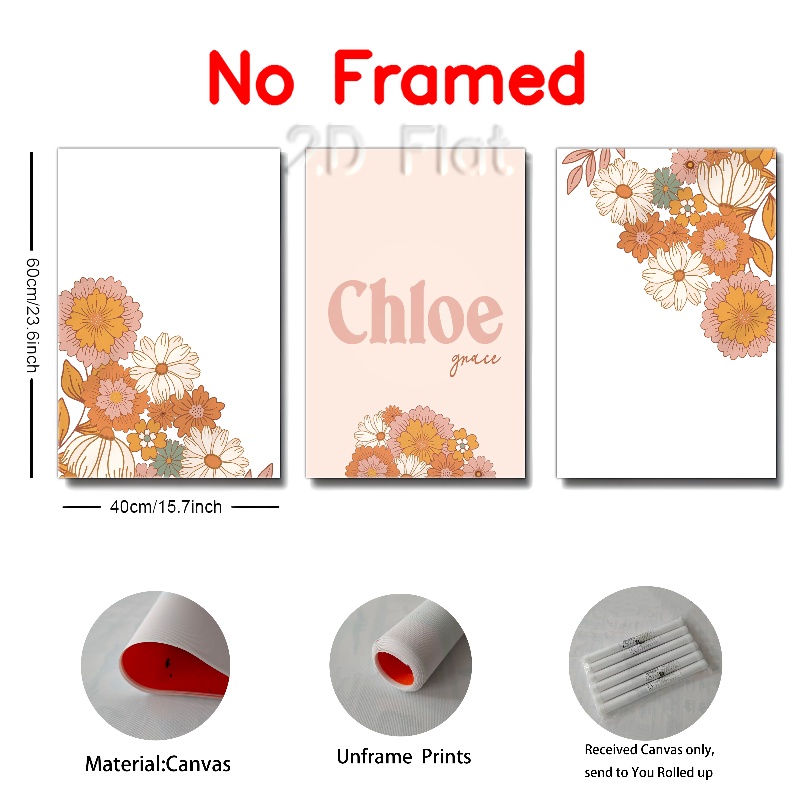 No Framed
2D Flat
60cm/23.6inch
Chloe
grace
40cm/15.7inch
Material:Canvas
Unframe Prints
Received Canvas only,
send to You Rolled up